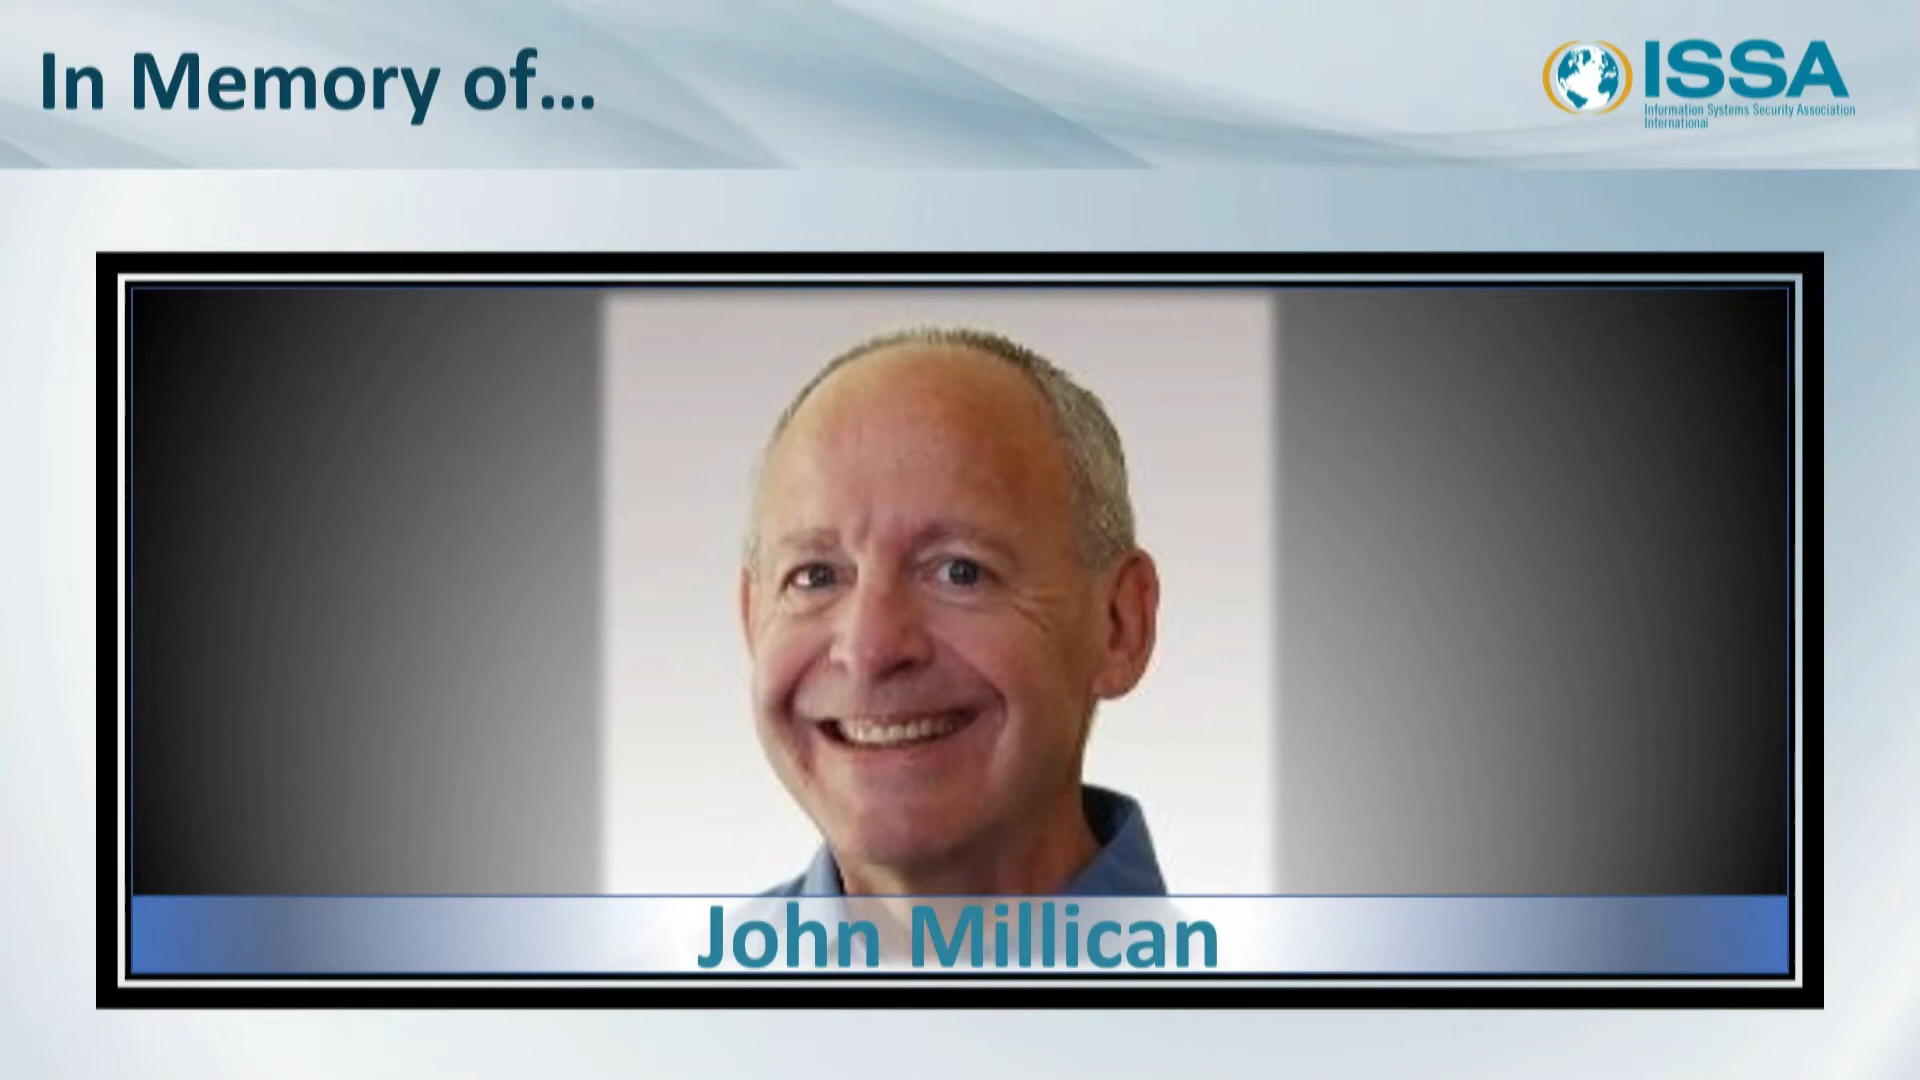 In Memory of...
ISSA
Information Systems Security Association
International
John Millican